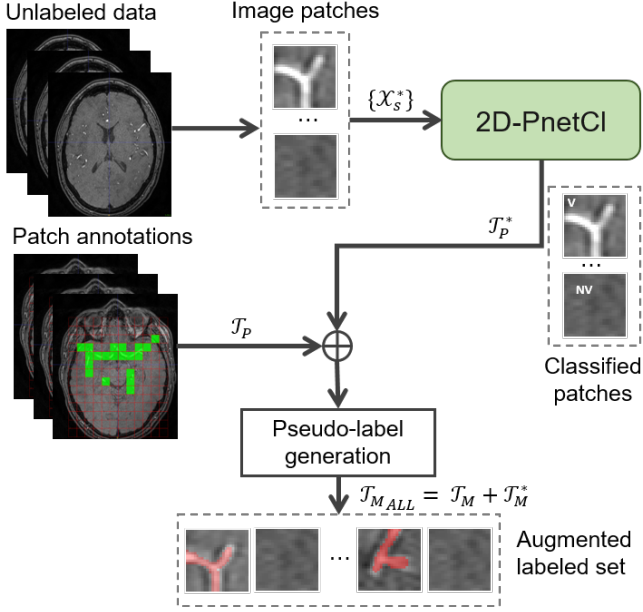 Unlabeled data
Image patches
...
{𝒳ₛ*}
2D-PnetCl
V
...
NV
Classified
patches
𝒯_P*
Patch annotations
𝒯_P
⊕
Pseudo-label
generation
𝒯_{M_{ALL}} = 𝒯_M + 𝒯_M*
...
Augmented
labeled set